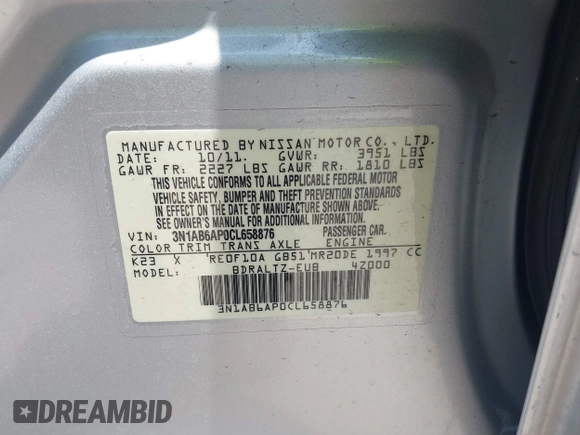 MANUFACTURED BY NISSAN MOTOR CO., LTD.
DATE: 10/11. GVWR: 3951 LBS
GAWR FR: 2227 LBS GAWR RR: 1810 LBS
THIS VEHICLE CONFORMS TO ALL APPLICABLE FEDERAL MOTOR
VEHICLE SAFETY, BUMPER AND THEFT PREVENTION STANDARDS
IN EFFECT ON THE DATE OF MANUFACTURE SHOWN ABOVE.
SEE OWNER'S MANUAL FOR ADDITIONAL INFORMATION.
VIN: 3N1AB6AP0CL658876 PASSENGER CAR.
COLOR TRIM TRANS AXLE ENGINE
K23 X RE0F10A GB51 MR20DE 1997 CC
MODEL: BDRALTZ-EUB 4Z000
3N1AB6AP0CL658876
DREAMBID